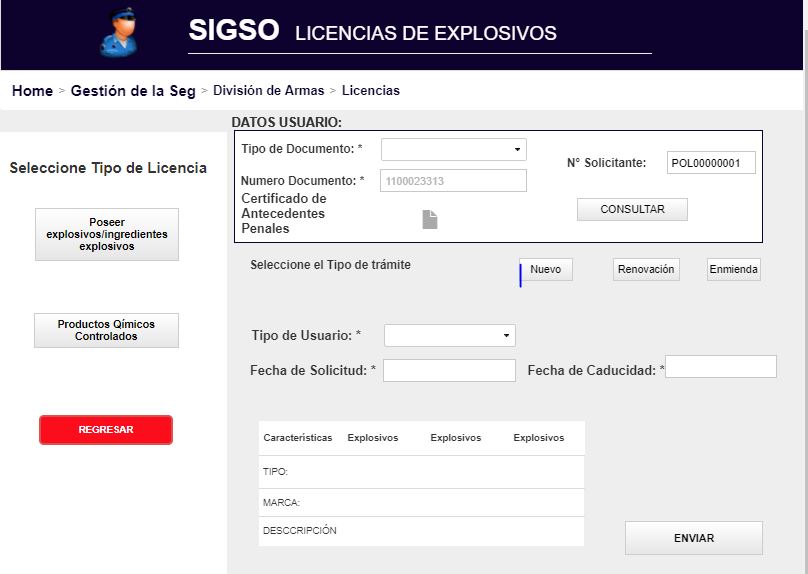 SIGSO LICENCIAS DE EXPLOSIVOS
Home > Gestión de la Seg > División de Armas > Licencias
DATOS USUARIO:
Tipo de Documento: *
N° Solicitante: POL00000001
Numero Documento: * 1100023313
Certificado de
Antecedentes
Penales
CONSULTAR
Seleccione Tipo de Licencia
Poseer
explosivos/ingredientes
explosivos
Productos Qímicos
Controlados
REGRESAR
Seleccione el Tipo de trámite
Nuevo Renovación Enmienda
Tipo de Usuario: *
Fecha de Solicitud: * Fecha de Caducidad: *
Características Explosivos Explosivos Explosivos
TIPO:
MARCA:
DESCCRIPCIÓN
ENVIAR